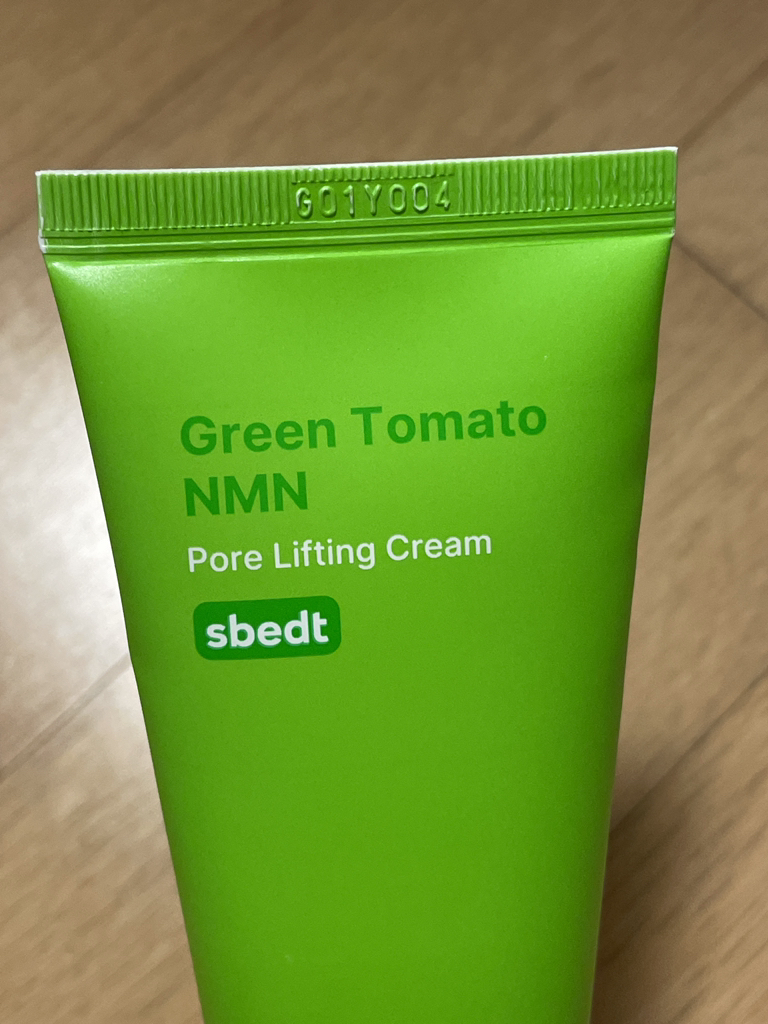 G01Y004
Green Tomato
NMN
Pore Lifting Cream
sbedt